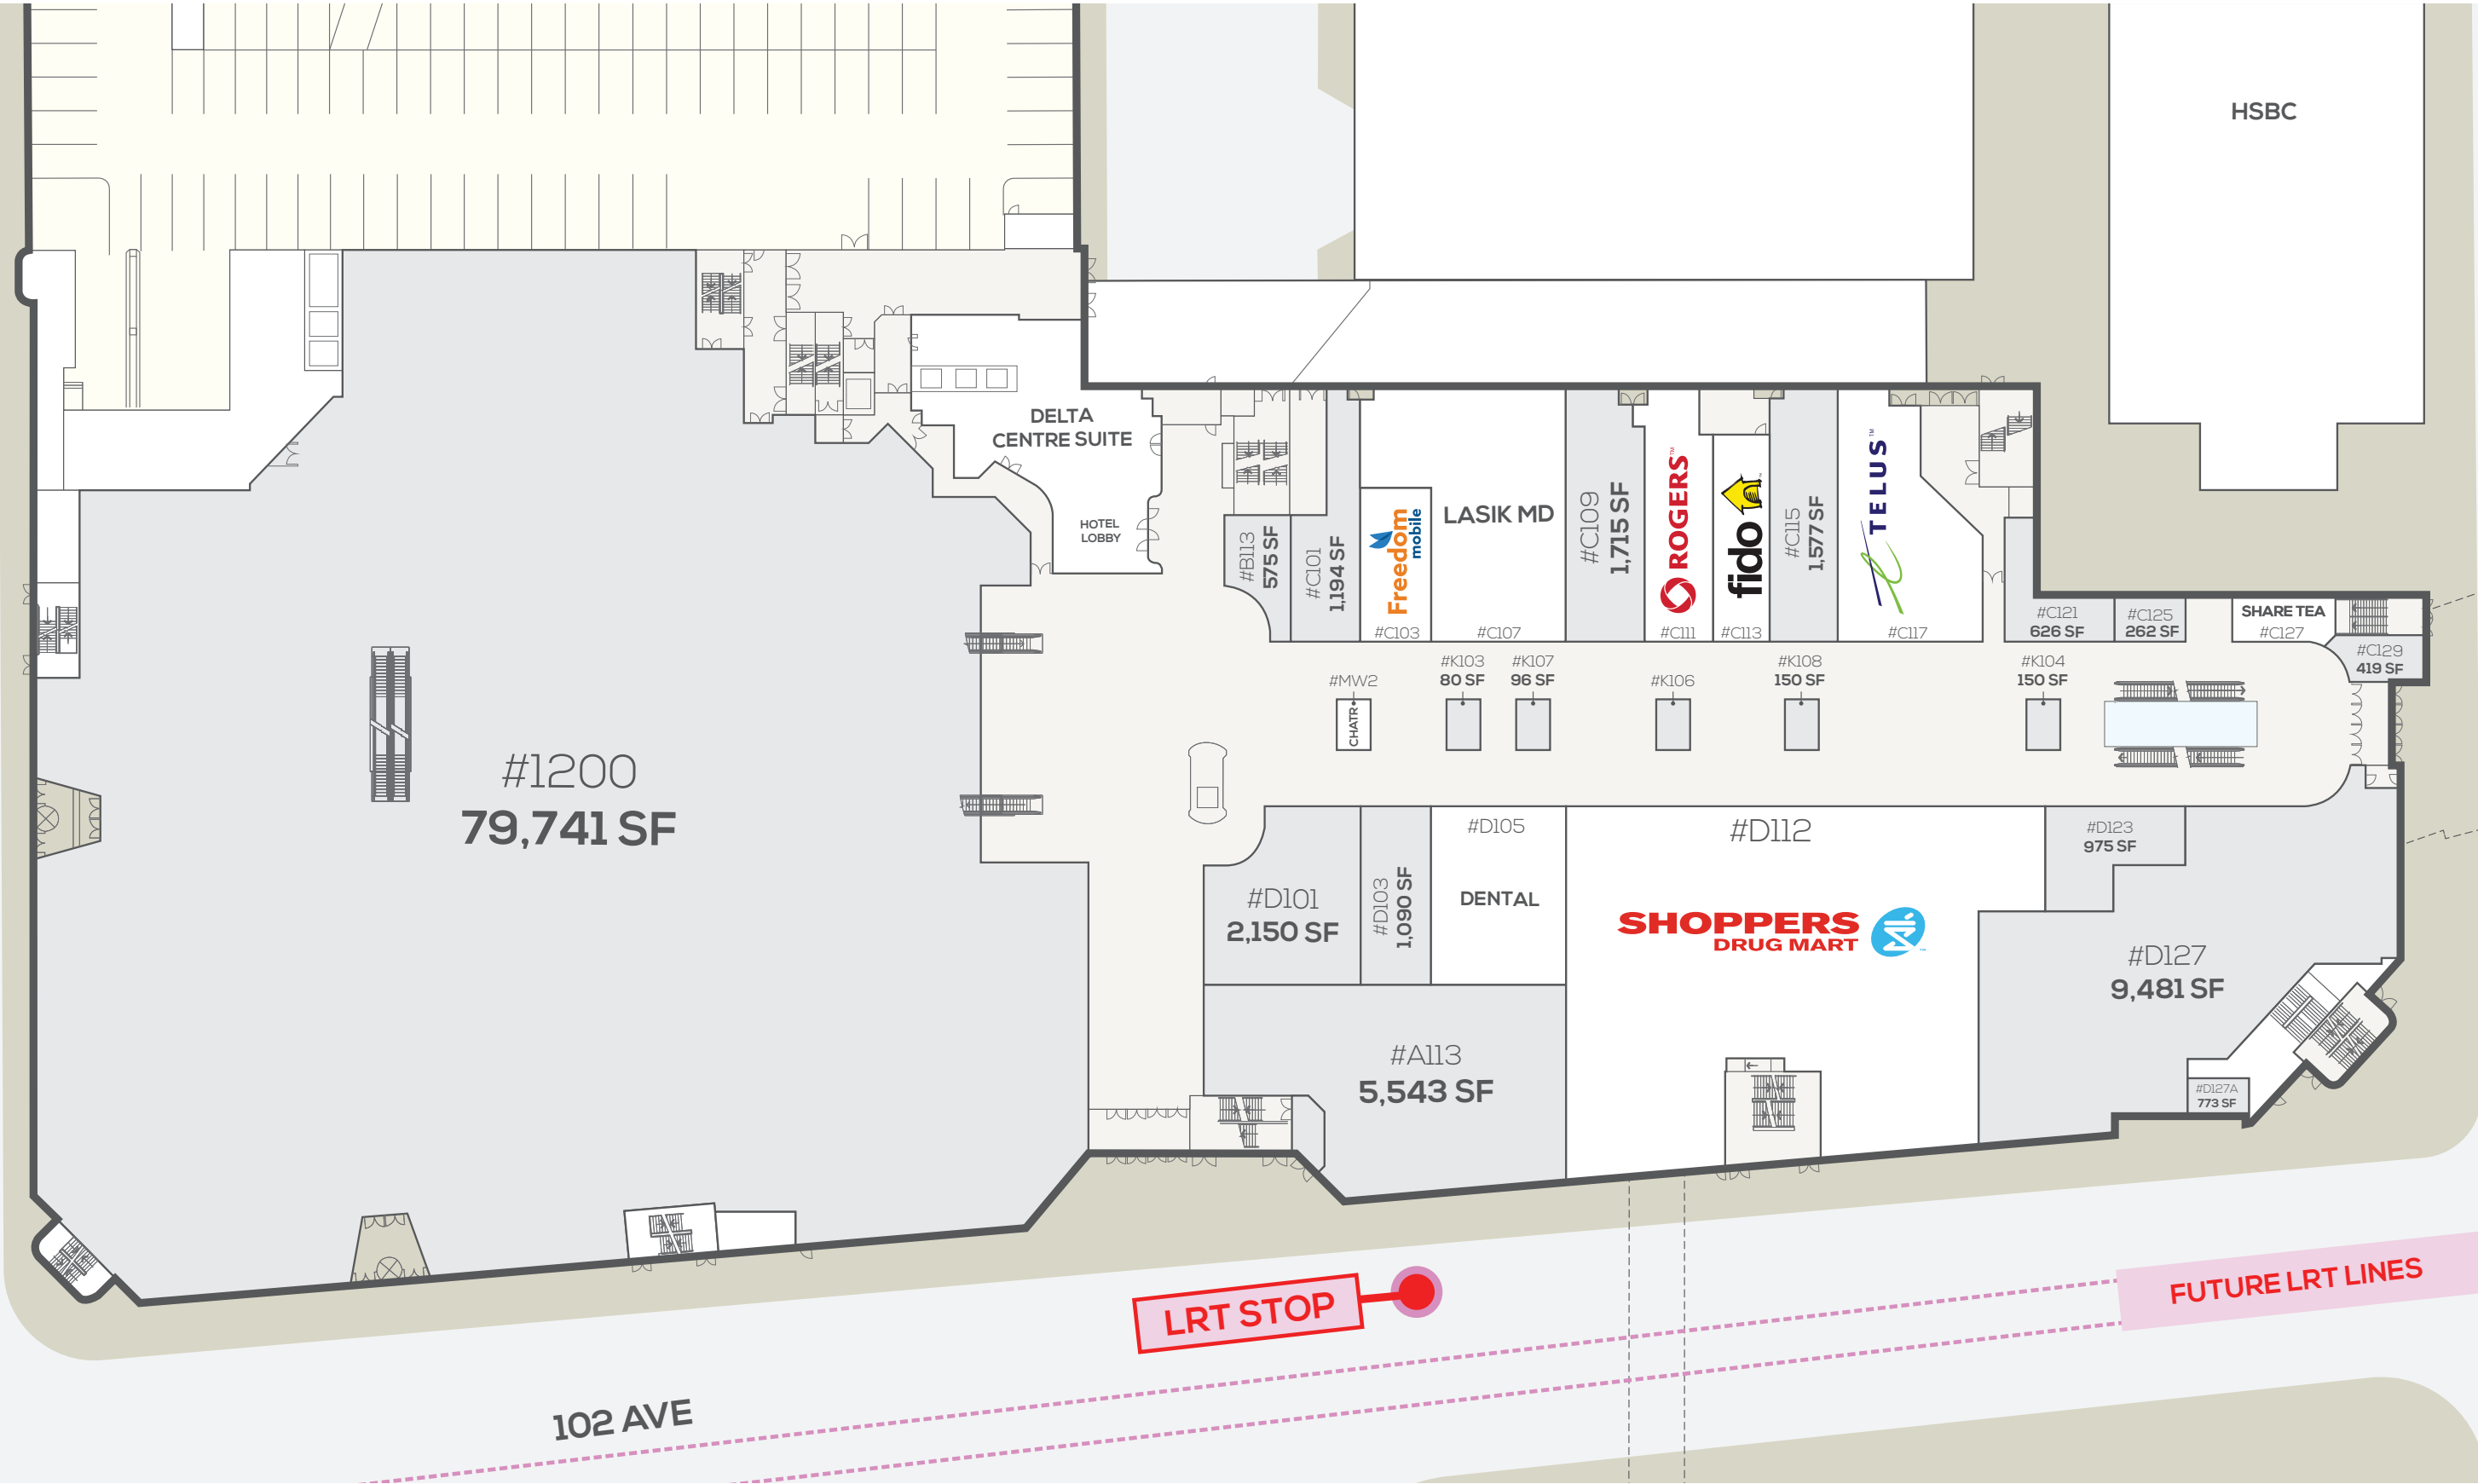 HSBC
DELTA
CENTRE SUITE
HOTEL
LOBBY
#B113
575 SF
#C101
1,194 SF
Freedom
mobile
#C103
LASIK MD
#C107
#C109
1,715 SF
ROGERS™
#C111
fido
#C113
#C115
1,577 SF
TELUS™
#C117
#C121
626 SF
#C125
262 SF
SHARE TEA
#C127
#C129
419 SF
#MW2
CHATR
#K103
80 SF
#K107
96 SF
#K106
#K108
150 SF
#K104
150 SF
#1200
79,741 SF
#D101
2,150 SF
#D103
1,090 SF
#D105
DENTAL
#D112
SHOPPERS
DRUG MART
#D123
975 SF
#D127
9,481 SF
#D127A
773 SF
#A113
5,543 SF
LRT STOP
FUTURE LRT LINES
102 AVE